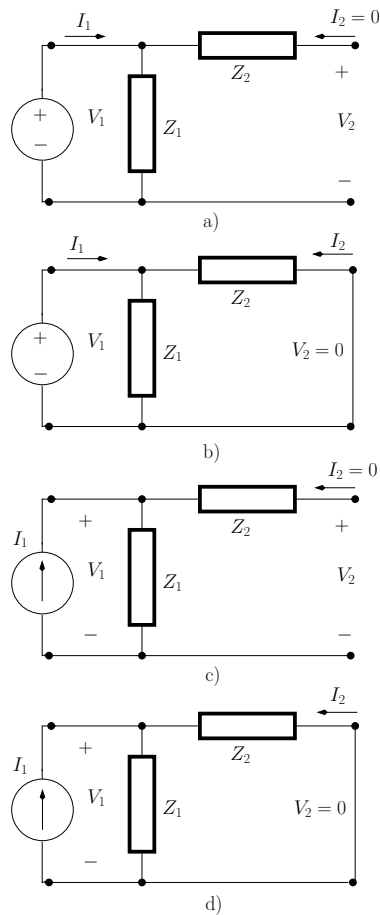 I₁ I₂ = 0
Z₂
+ +
V₁ Z₁ V₂
−
−
a)
I₁ I₂
Z₂
+
V₁ Z₁ V₂ = 0
−
b)
I₂ = 0
+ Z₂ +
I₁
V₁ Z₁ V₂
− −
c)
I₂
+ Z₂
I₁
V₁ Z₁ V₂ = 0
−
d)